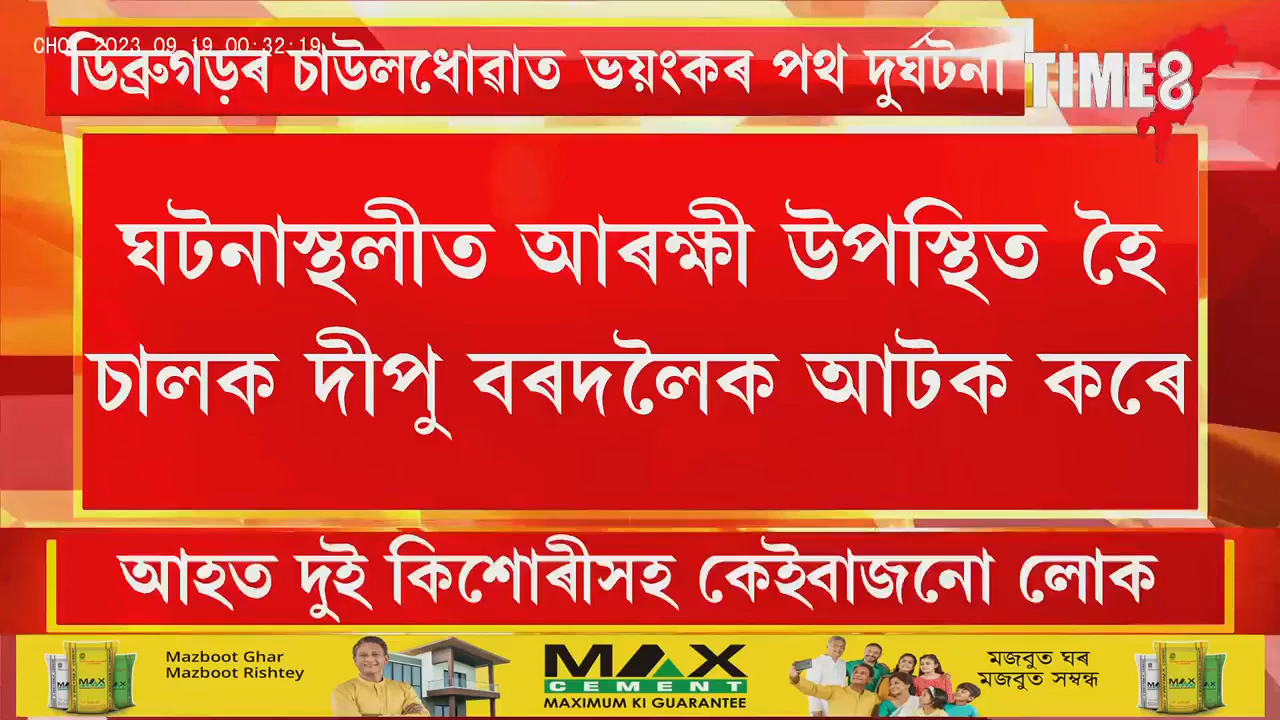 2023 09 19 00:32:19
ডিব্ৰুগড়ৰ চাউলধোৱাত ভয়ংকৰ পথ দুৰ্ঘটনা
TIME8
ঘটনাস্থলীত আৰক্ষী উপস্থিত হৈ
চালক দীপু বৰদলৈক আটক কৰে
আহত দুই কিশোৰীসহ কেইবাজনো লোক
Mazboot Ghar
Mazboot Rishtey
MAX
CEMENT
MAXIMUM KI GUARANTEE
মজবুত ঘৰ
মজবুত সম্বন্ধ